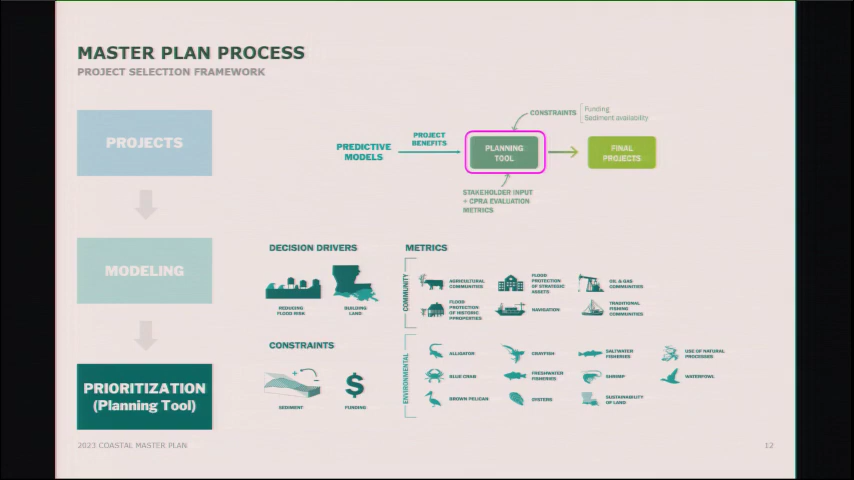 MASTER PLAN PROCESS
PROJECT SELECTION FRAMEWORK
PROJECTS
MODELING
PRIORITIZATION
(Planning Tool)
PREDICTIVE
MODELS
PROJECT
BENEFITS
PLANNING
TOOL
CONSTRAINTS
Funding
Sediment availability
FINAL
PROJECTS
STAKEHOLDER INPUT
+ CPRA EVALUATION
METRICS
DECISION DRIVERS
REDUCING
FLOOD RISK
BUILDING
LAND
CONSTRAINTS
SEDIMENT
FUNDING
METRICS
COMMUNITY
AGRICULTURAL
COMMUNITIES
FLOOD
PROTECTION
OF STRATEGIC
ASSETS
OIL & GAS
COMMUNITIES
FLOOD
PROTECTION
OF HISTORIC
PPROPERTIES
NAVIGATION
TRADITIONAL
FISHING
COMMUNITIES
ENVIRONMENTAL
ALLIGATOR
CRAYFISH
SALTWATER
FISHERIES
USE OF NATURAL
PROCESSES
BLUE CRAB
FRESHWATER
FISHERIES
SHRIMP
WATERFOWL
BROWN PELICAN
OYSTERS
SUSTAINABILITY
OF LAND
2023 COASTAL MASTER PLAN
12